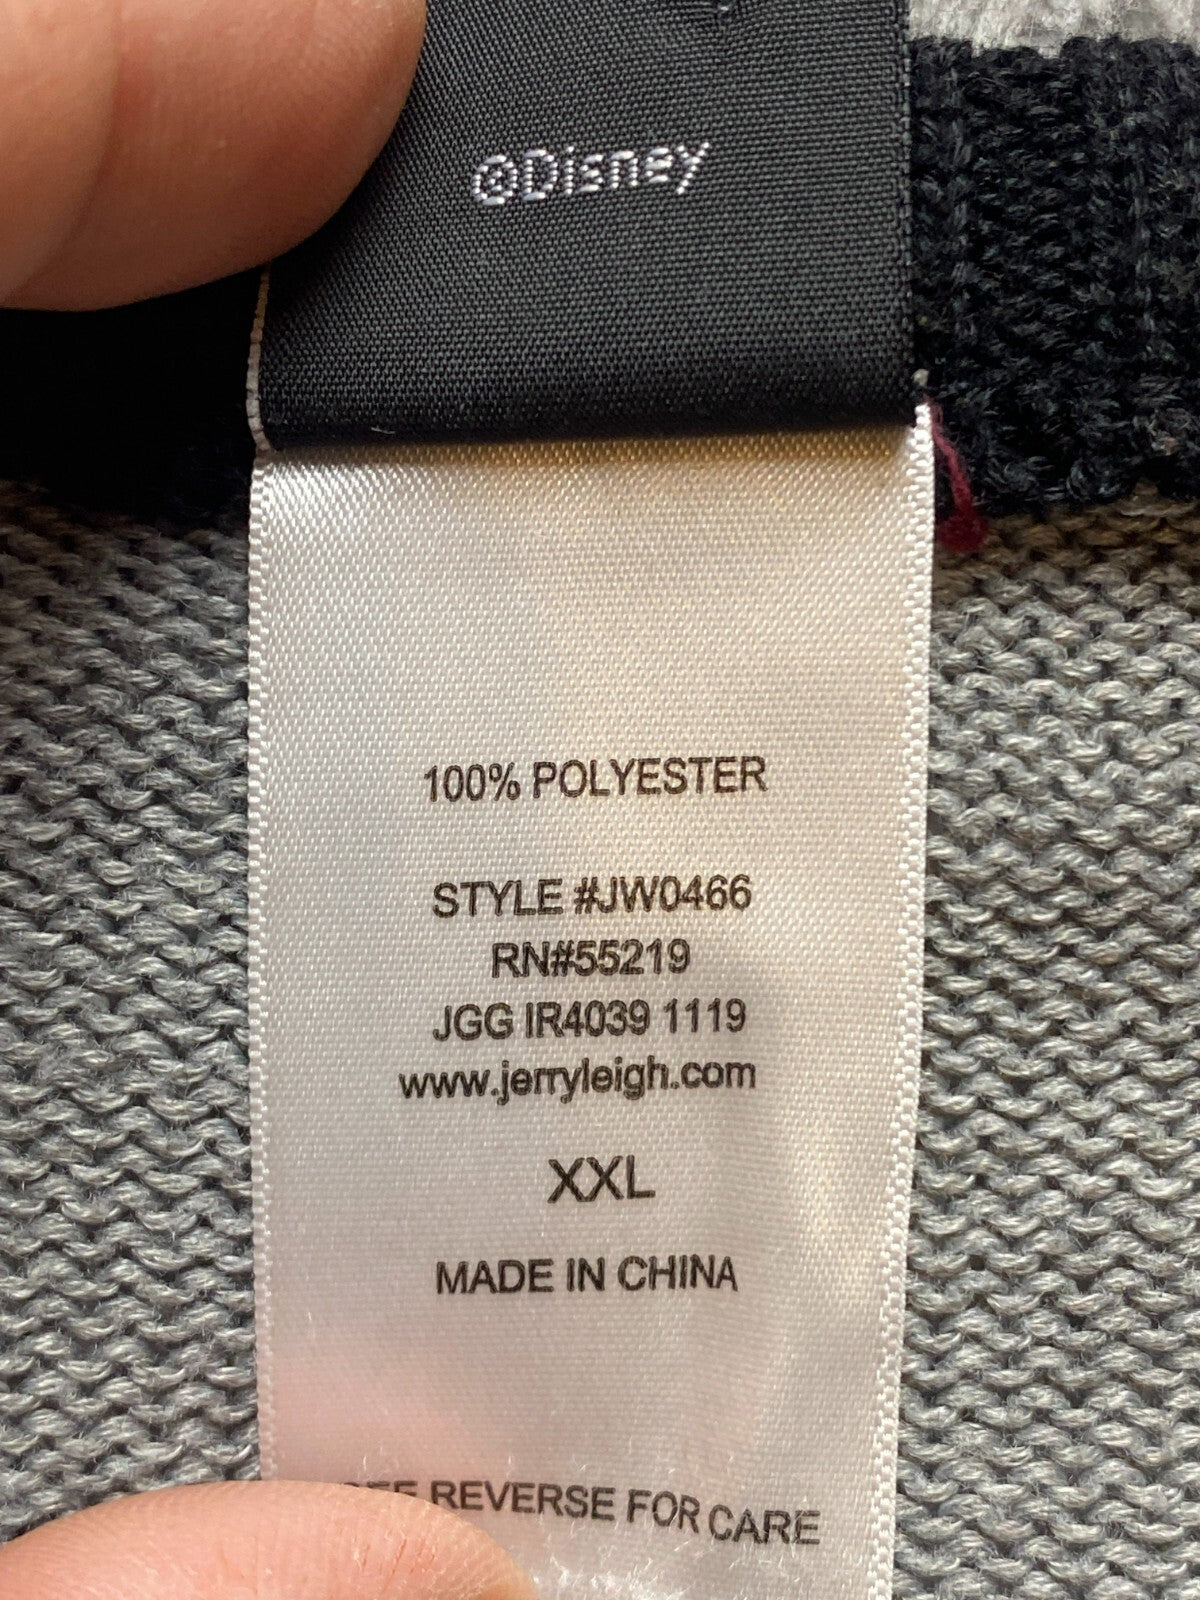 ©Disney
100% POLYESTER
STYLE #JW0466
RN#55219
JGG IR4039 1119
www.jerryleigh.com
XXL
MADE IN CHINA
SEE REVERSE FOR CARE